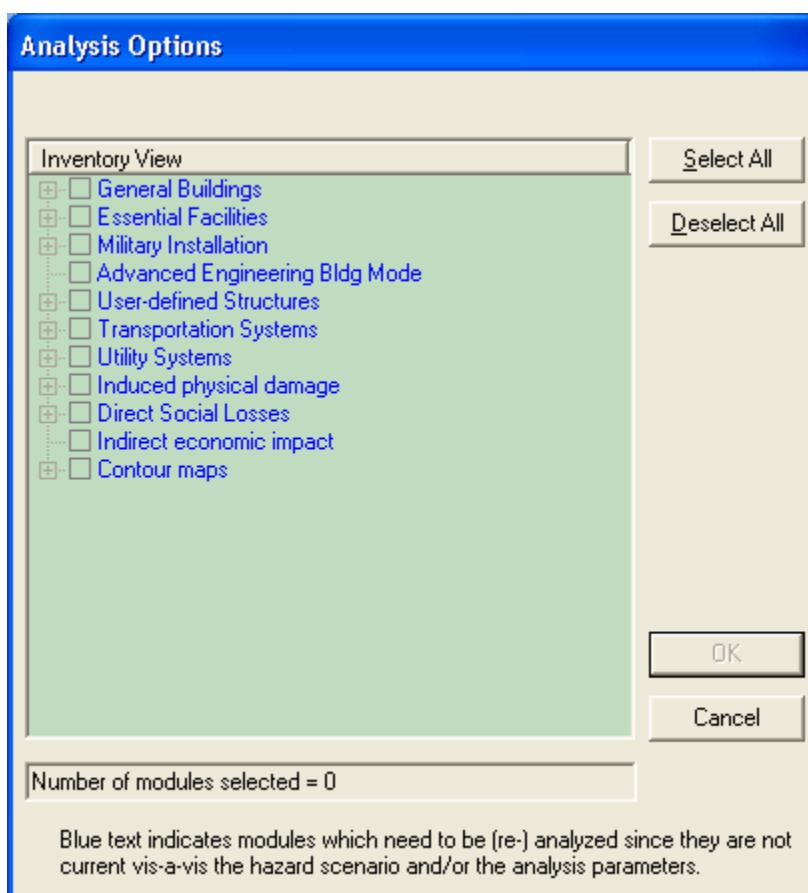 Analysis Options
Inventory View
General Buildings
Essential Facilities
Military Installation
Advanced Engineering Bldg Mode
User-defined Structures
Transportation Systems
Utility Systems
Induced physical damage
Direct Social Losses
Indirect economic impact
Contour maps
Select All
Deselect All
OK
Cancel
Number of modules selected = 0
Blue text indicates modules which need to be (re-) analyzed since they are not
current vis-a-vis the hazard scenario and/or the analysis parameters.